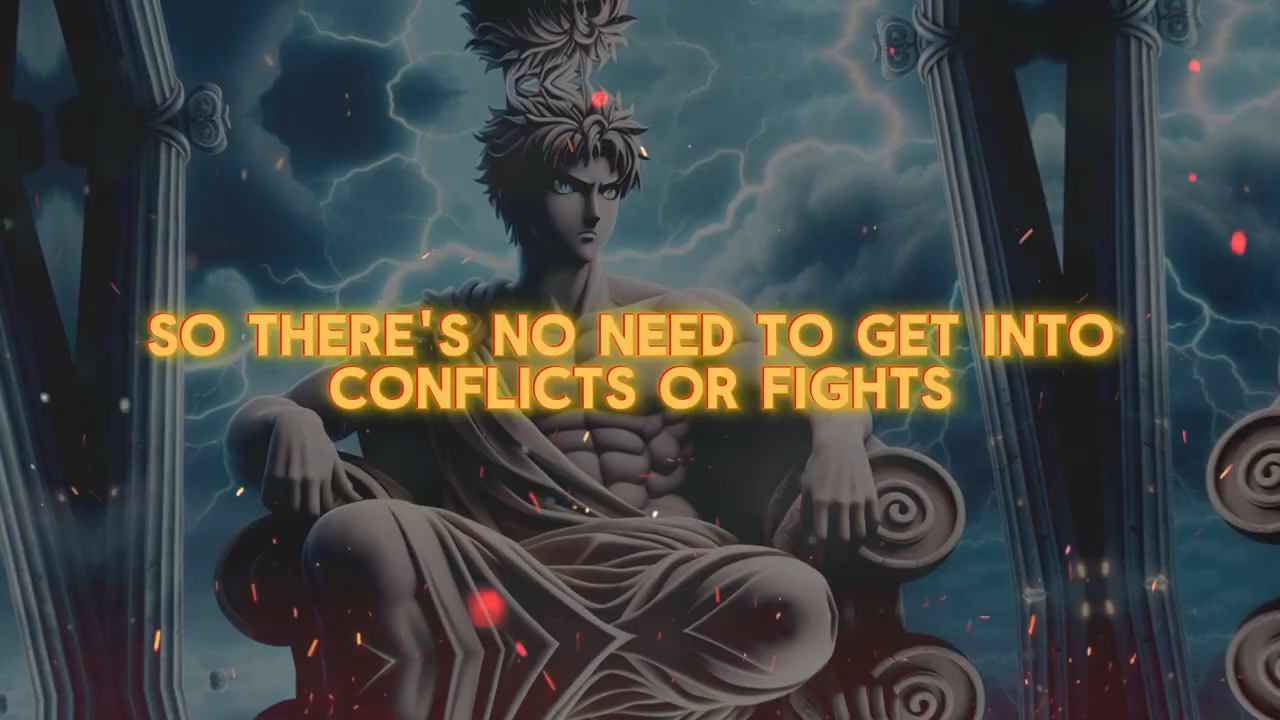 SO THERE'S NO NEED TO GET INTO
CONFLICTS OR FIGHTS